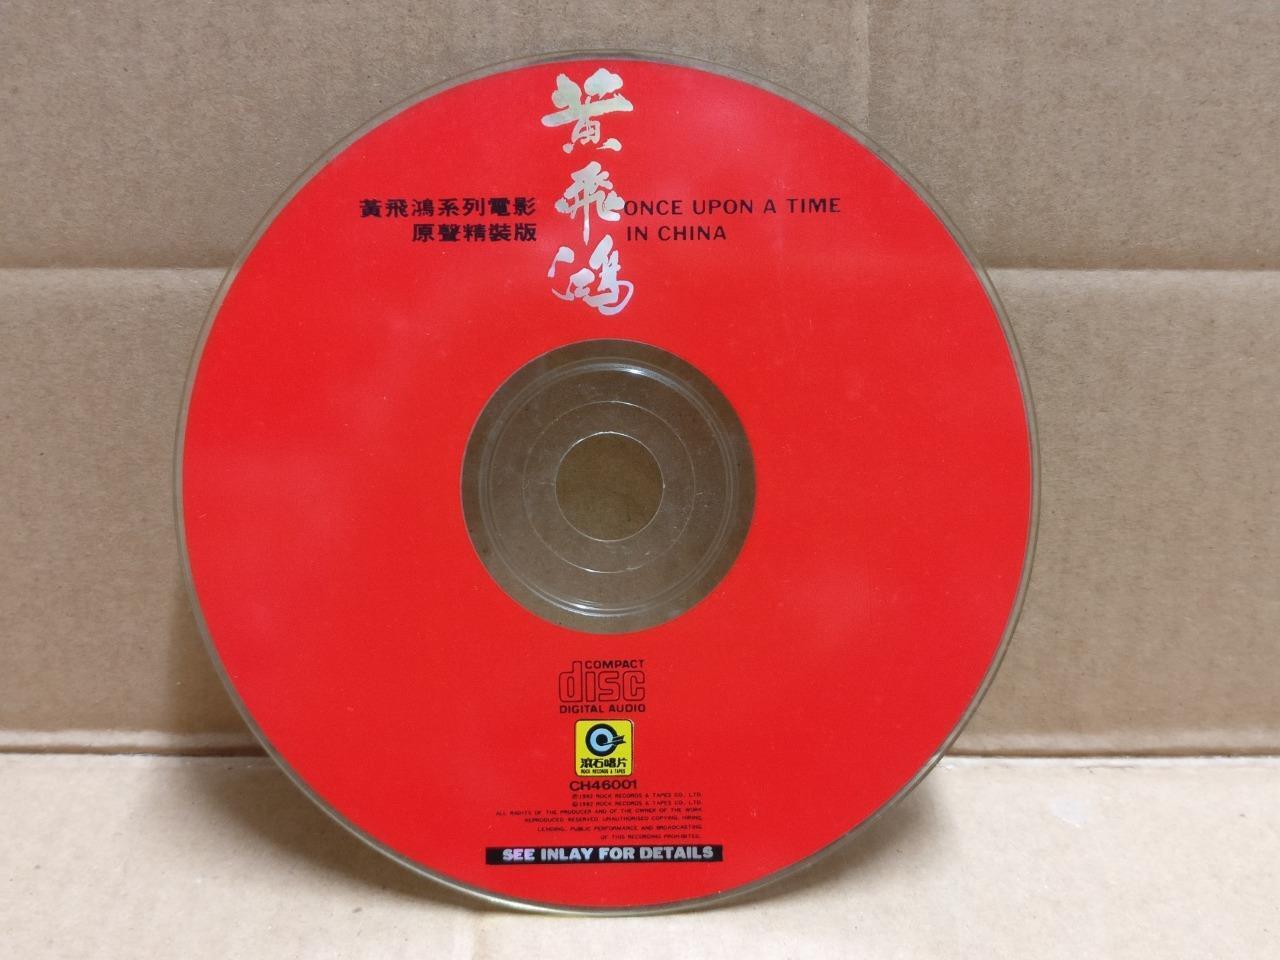 黃飛鴻
黃飛鴻系列電影
原聲精裝版
ONCE UPON A TIME
IN CHINA
COMPACT
disc
DIGITAL AUDIO
滾石唱片
ROCK RECORDS & TAPES
CH46001
℗1992 ROCK RECORDS & TAPES CO., LTD.
©1992 ROCK RECORDS & TAPES CO., LTD.
ALL RIGHTS OF THE PRODUCER AND OF THE OWNER OF THE WORK
REPRODUCED RESERVED. UNAUTHORISED COPYING, HIRING,
LENDING, PUBLIC PERFORMANCE AND BROADCASTING
OF THIS RECORDING PROHIBITED.
SEE INLAY FOR DETAILS